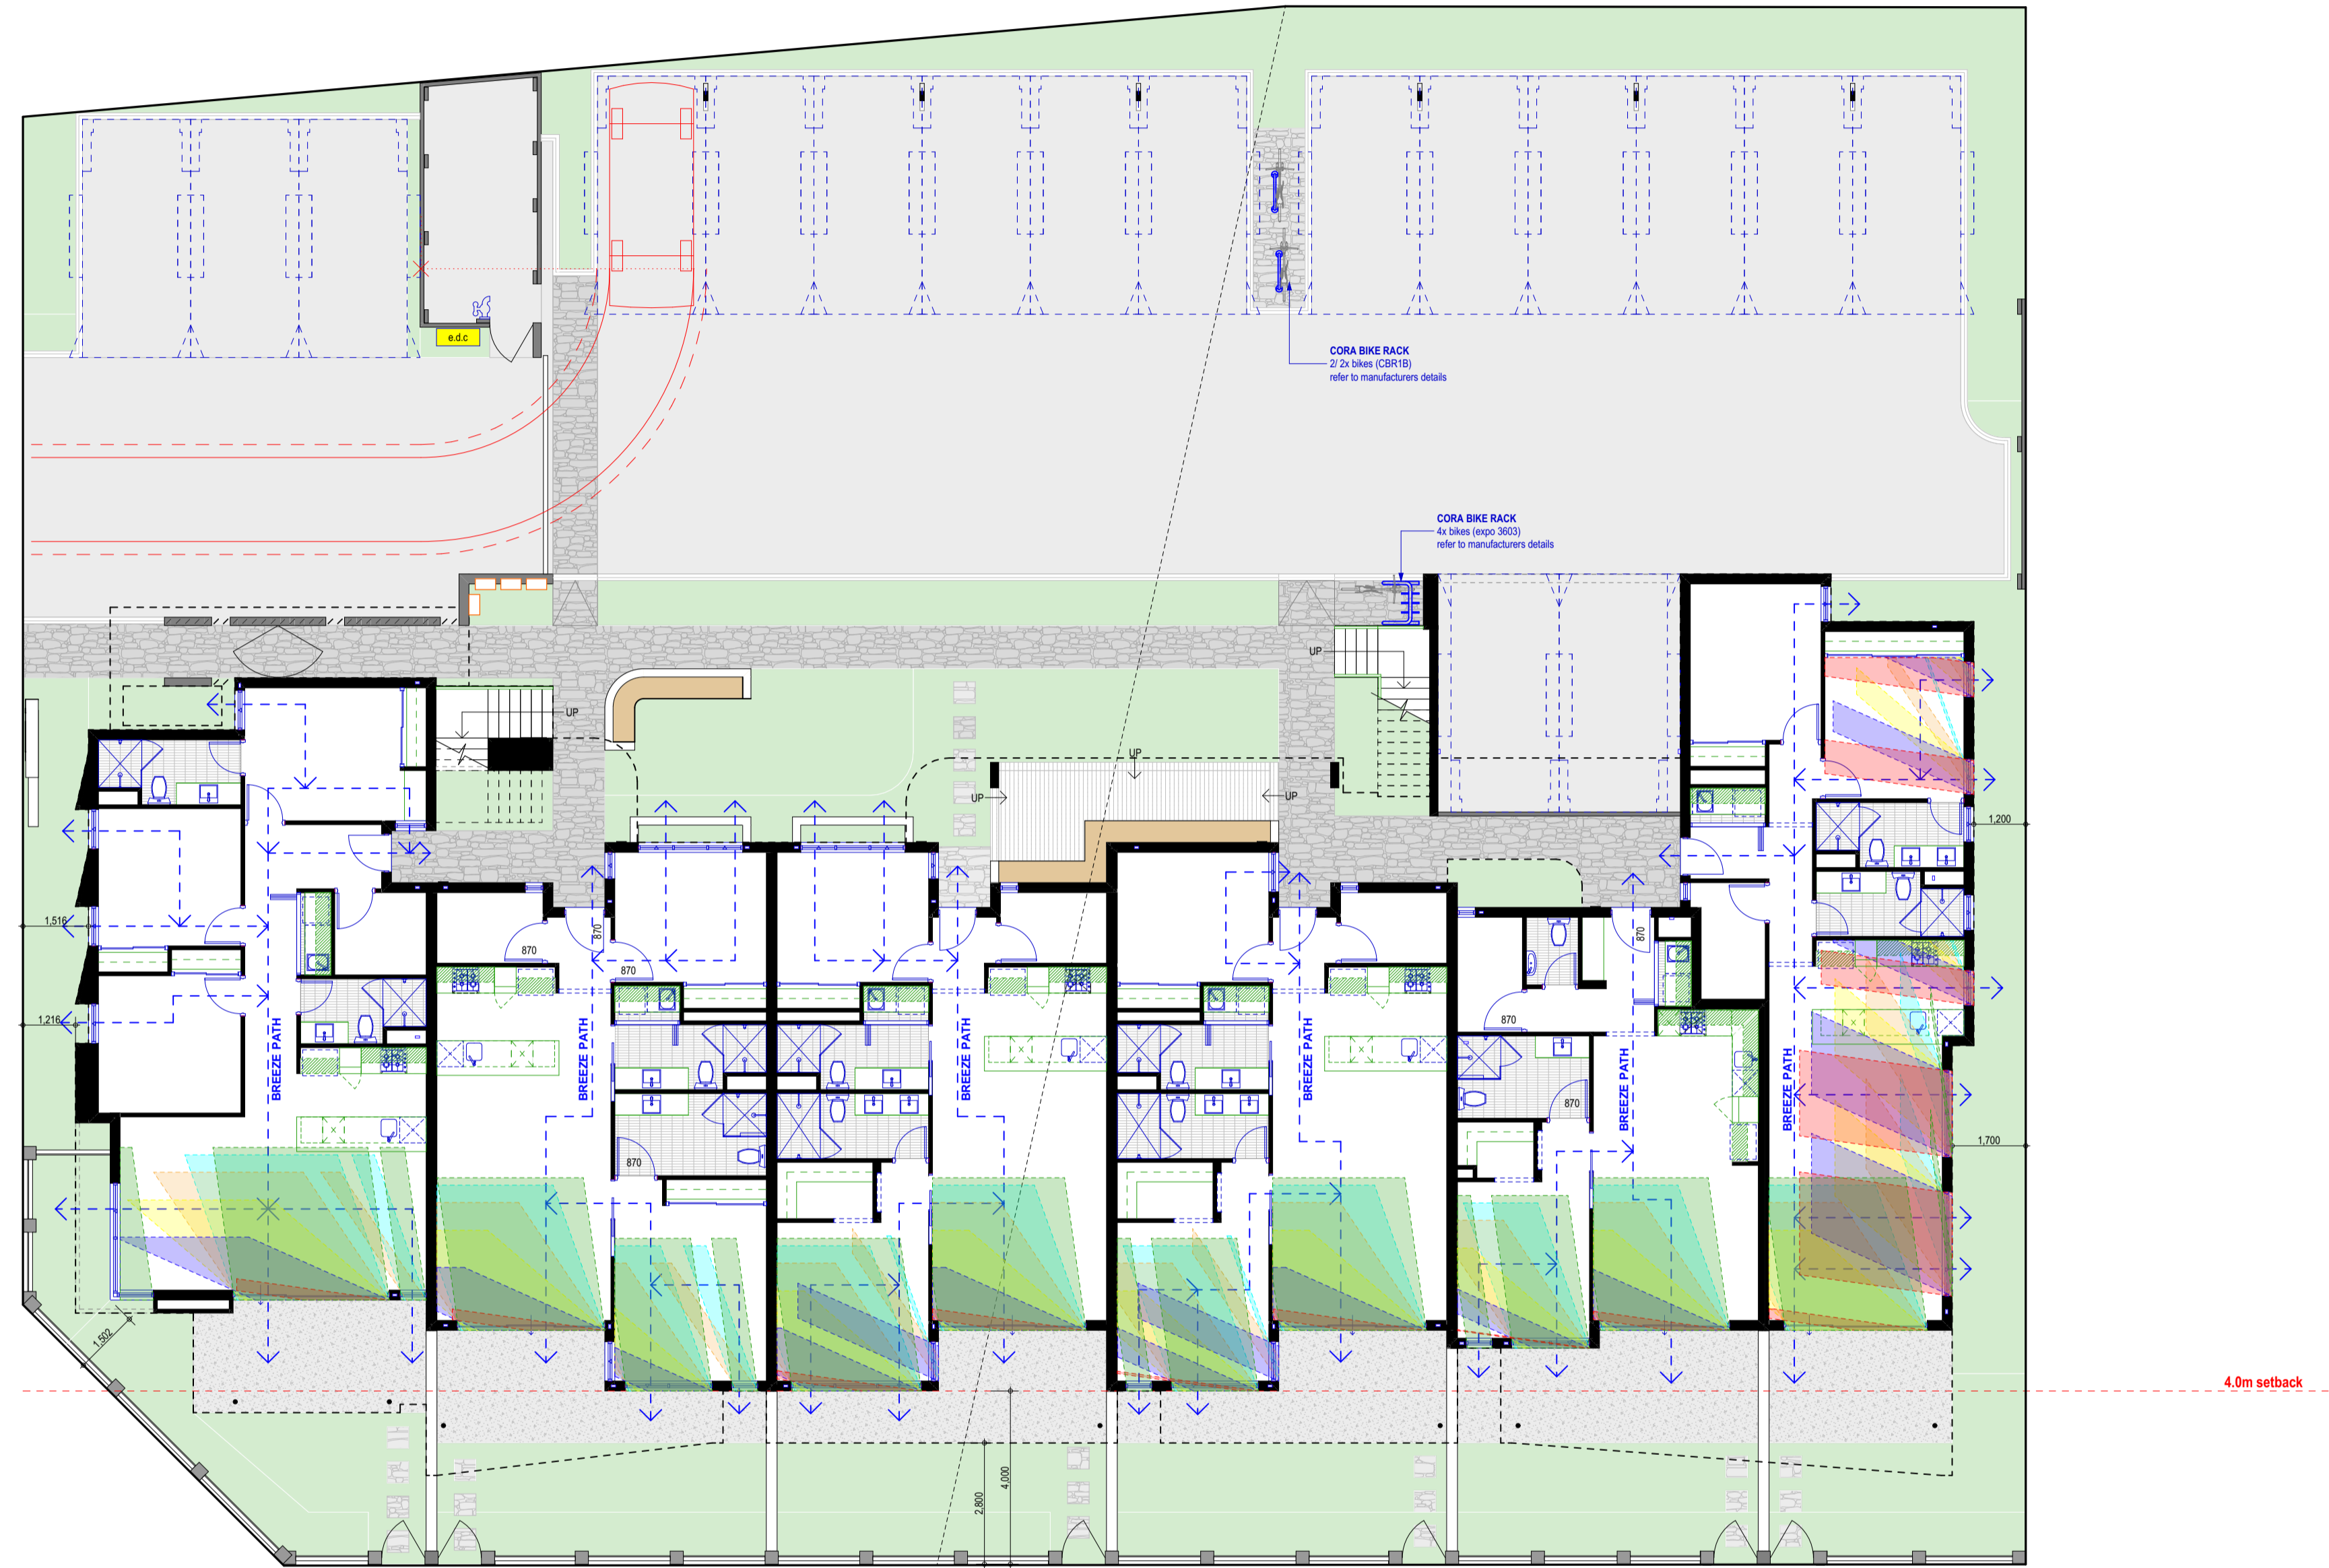 e.d.c
CORA BIKE RACK
2/ 2x bikes (CBR1B)
refer to manufacturers details
CORA BIKE RACK
4x bikes (expo 3603)
refer to manufacturers details
UP
UP
UP
UP
UP
1,200
1,516
870
870
870
870
1,216
870
BREEZE PATH
BREEZE PATH
BREEZE PATH
BREEZE PATH
BREEZE PATH
BREEZE PATH
870
1,700
870
1,502
4.0m setback
4,000
2,800